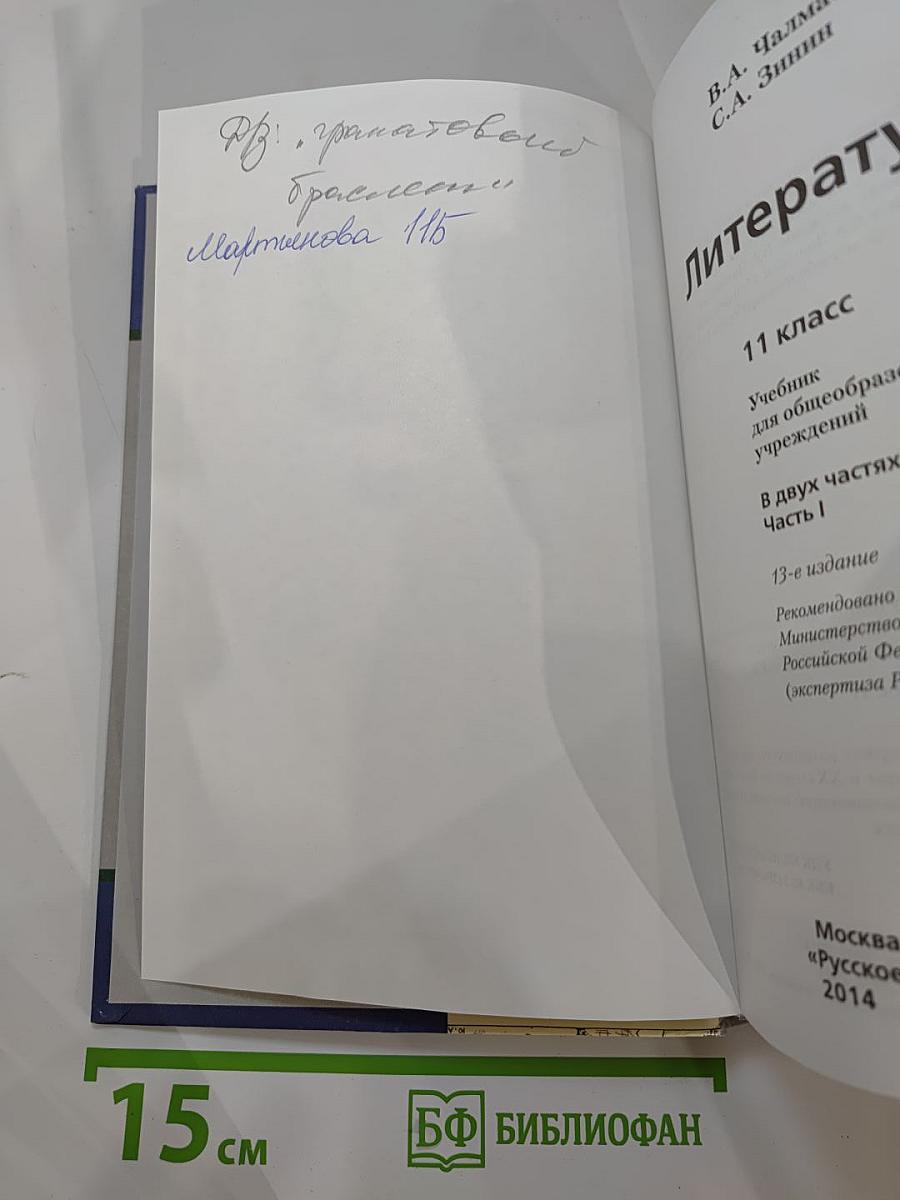 ДЗ: „гранатовый
браслет"
Мартынова 11Б
В.А. Чалма
С.А. Зинин
Литерату
11 класс
Учебник
для общеобразо
учреждений
В двух частях
Часть I
13-е издание
Рекомендовано
Министерство
Российской Фе
(экспертиза Р
Москва
«Русское
2014
15 см
БФ БИБЛИОФАН